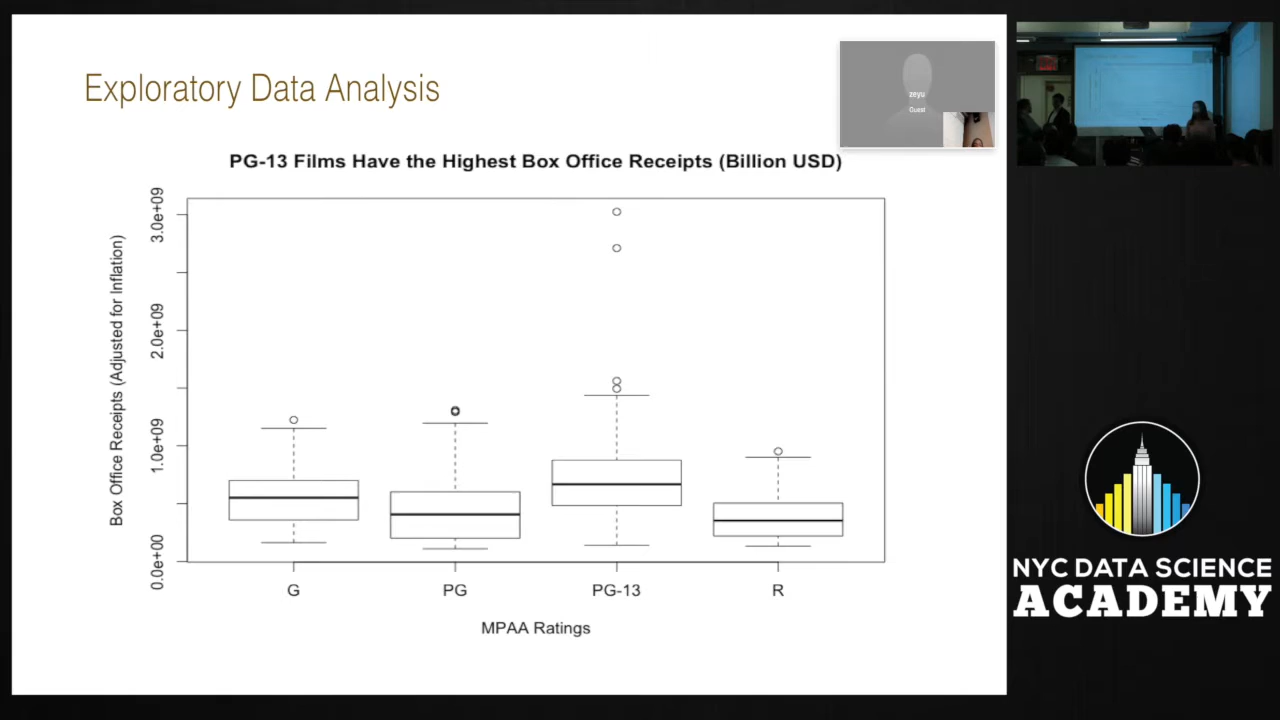 Exploratory Data Analysis
zeyu
Guest
PG-13 Films Have the Highest Box Office Receipts (Billion USD)
Box Office Receipts (Adjusted for Inflation)
3.0e+09
2.0e+09
1.0e+09
0.0e+00
G
PG
PG-13
R
MPAA Ratings
NYC DATA SCIENCE
ACADEMY